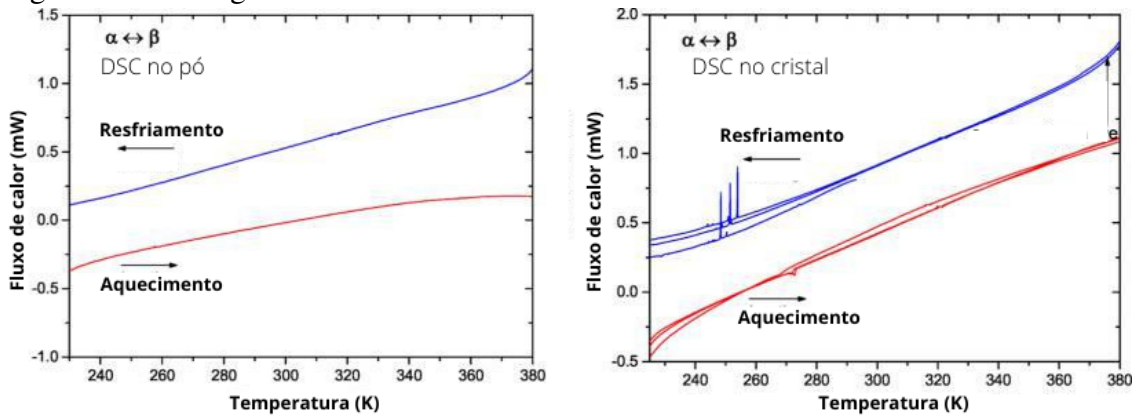 α ↔ β
DSC no pó
Resfriamento
Aquecimento
Fluxo de calor (mW)
1.5
1.0
0.5
0.0
-0.5
-1.0
240 260 280 300 320 340 360 380
Temperatura (K)
α ↔ β
DSC no cristal
Resfriamento
e
Aquecimento
Fluxo de calor (mW)
2.0
1.5
1.0
0.5
0.0
-0.5
240 260 280 300 320 340 360 380
Temperatura (K)